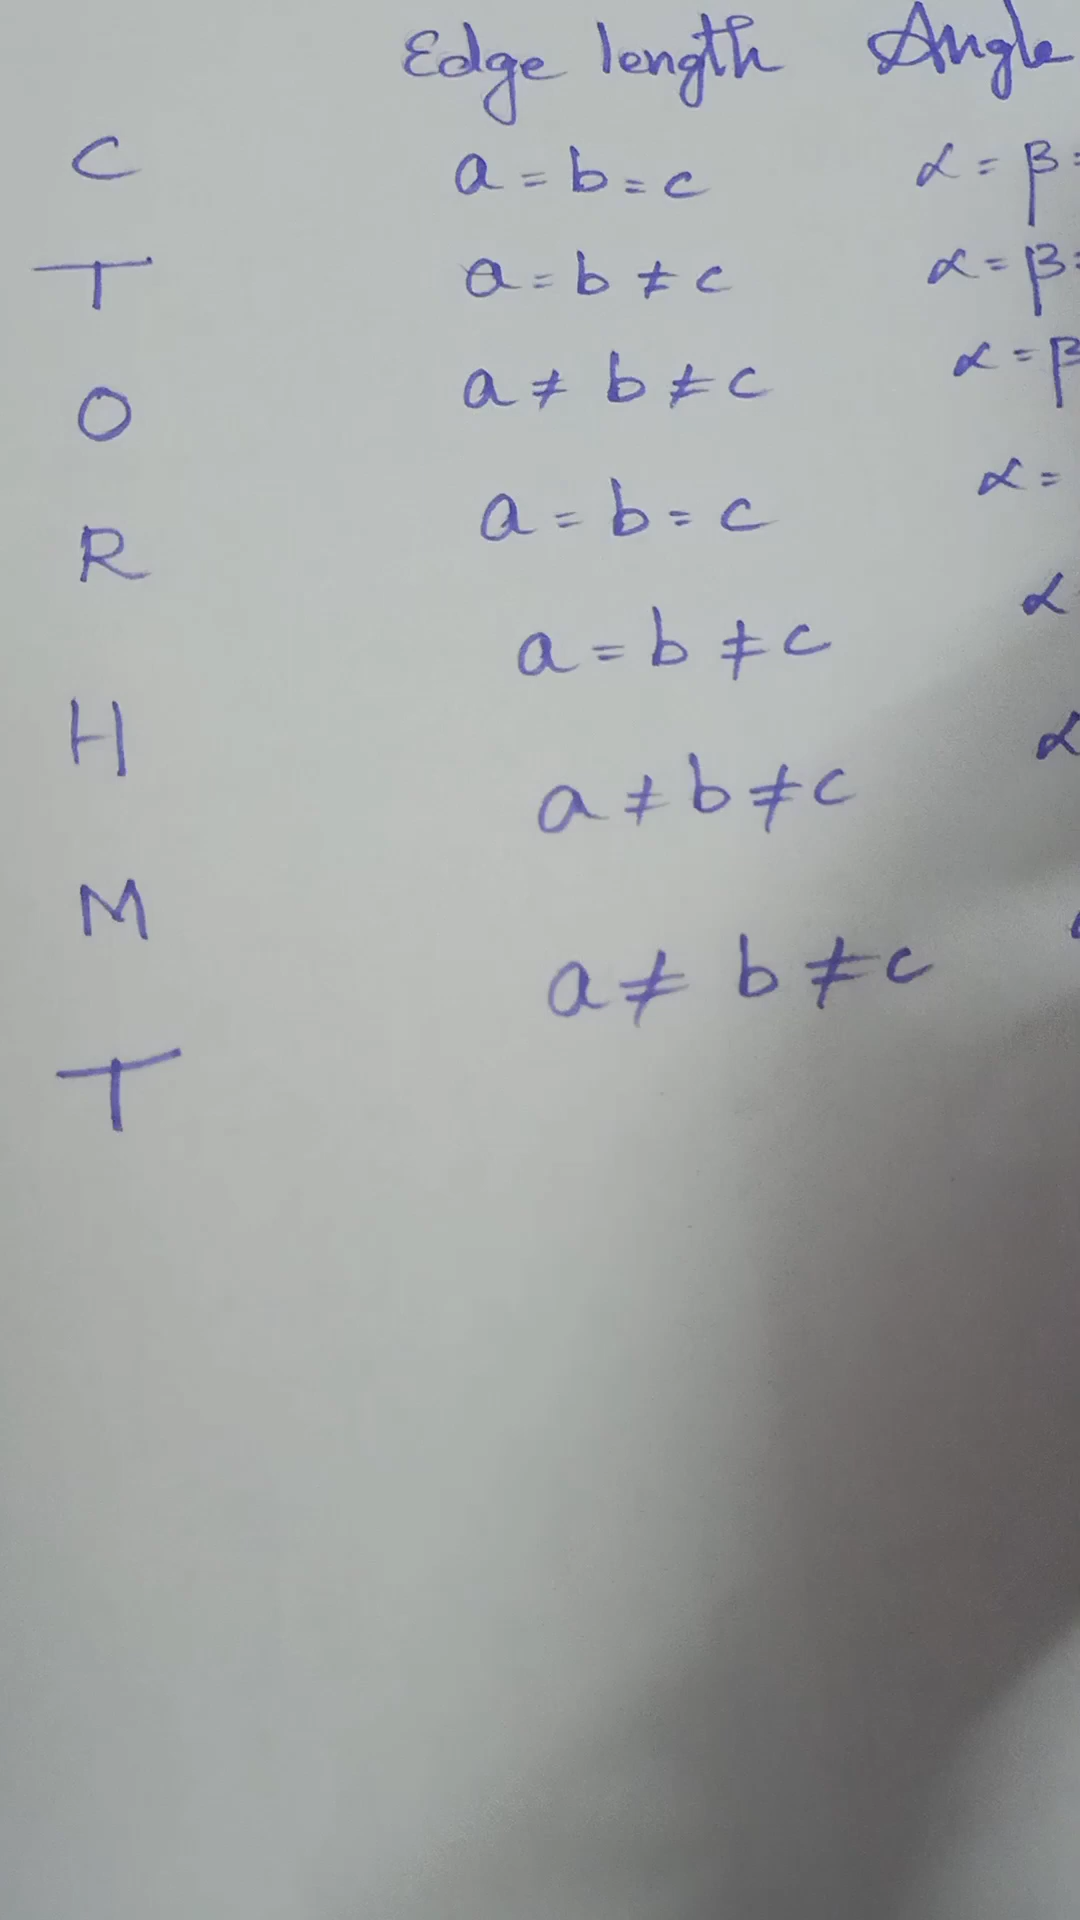 Edge length Angle
C a = b = c α = β =
T a = b ≠ c α = β =
O a ≠ b ≠ c α = β
R a = b = c α =
H a = b ≠ c α
M a ≠ b ≠ c α
T a ≠ b ≠ c